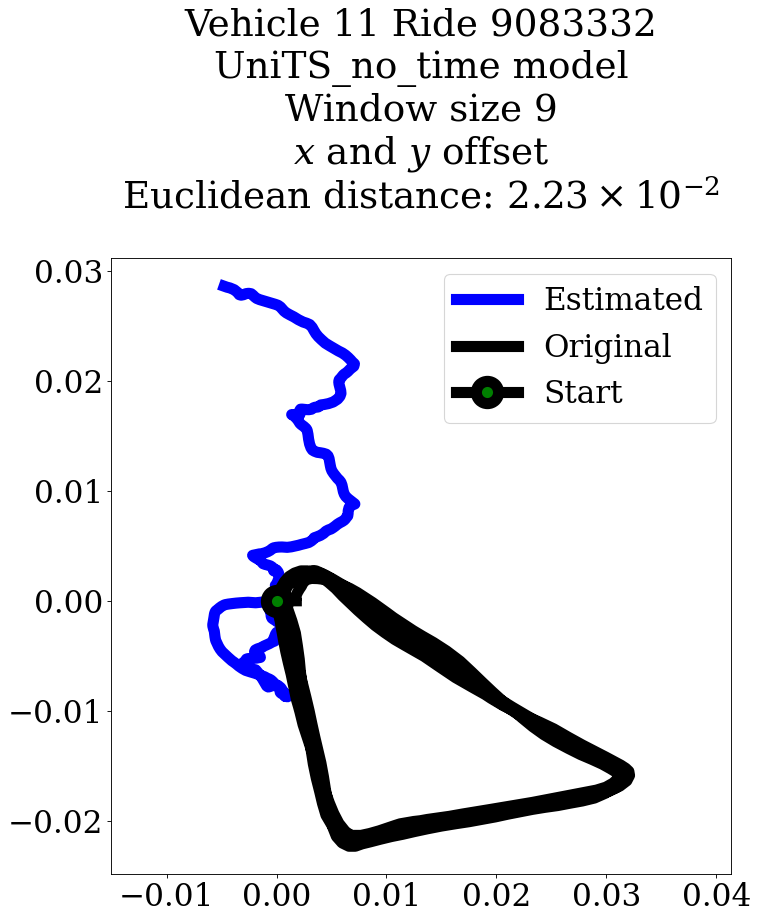 Vehicle 11 Ride 9083332
UniTS_no_time model
Window size 9
x and y offset
Euclidean distance: 2.23 × 10⁻²
0.03
0.02
0.01
0.00
−0.01
−0.02
Estimated
Original
Start
−0.01 0.00 0.01 0.02 0.03 0.04